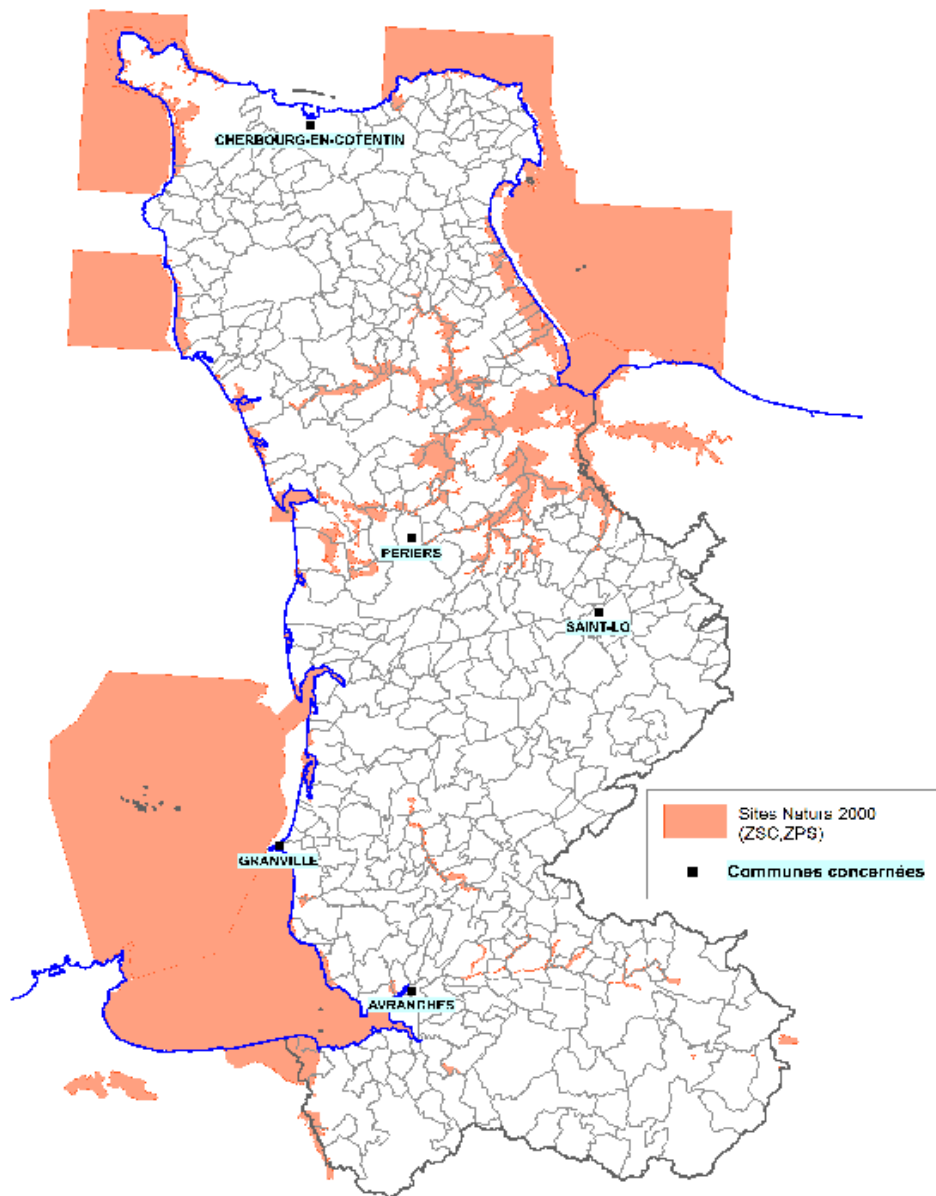 CHERBOURG-EN-COTENTIN
PERIERS
SAINT-LO
Sites Natura 2000
(ZSC,ZPS)
GRANVILLE
Communes concernées
AVRANCHES